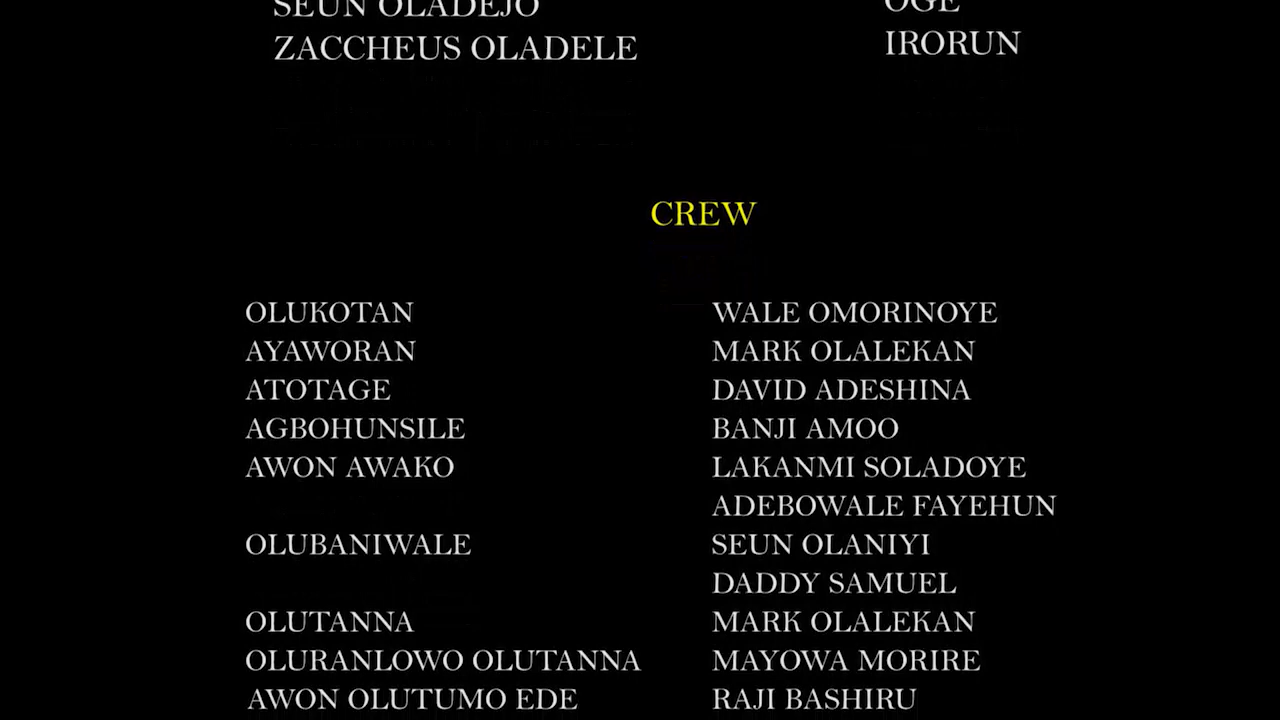 SEUN OLADEJO OGE
ZACCHEUS OLADELE IRORUN
CREW
OLUKOTAN WALE OMORINOYE
AYAWORAN MARK OLALEKAN
ATOTAGE DAVID ADESHINA
AGBOHUNSILE BANJI AMOO
AWON AWAKO LAKANMI SOLADOYE
ADEBOWALE FAYEHUN
OLUBANIWALE SEUN OLANIYI
DADDY SAMUEL
OLUTANNA MARK OLALEKAN
OLURANLOWO OLUTANNA MAYOWA MORIRE
AWON OLUTUMO EDE RAJI BASHIRU